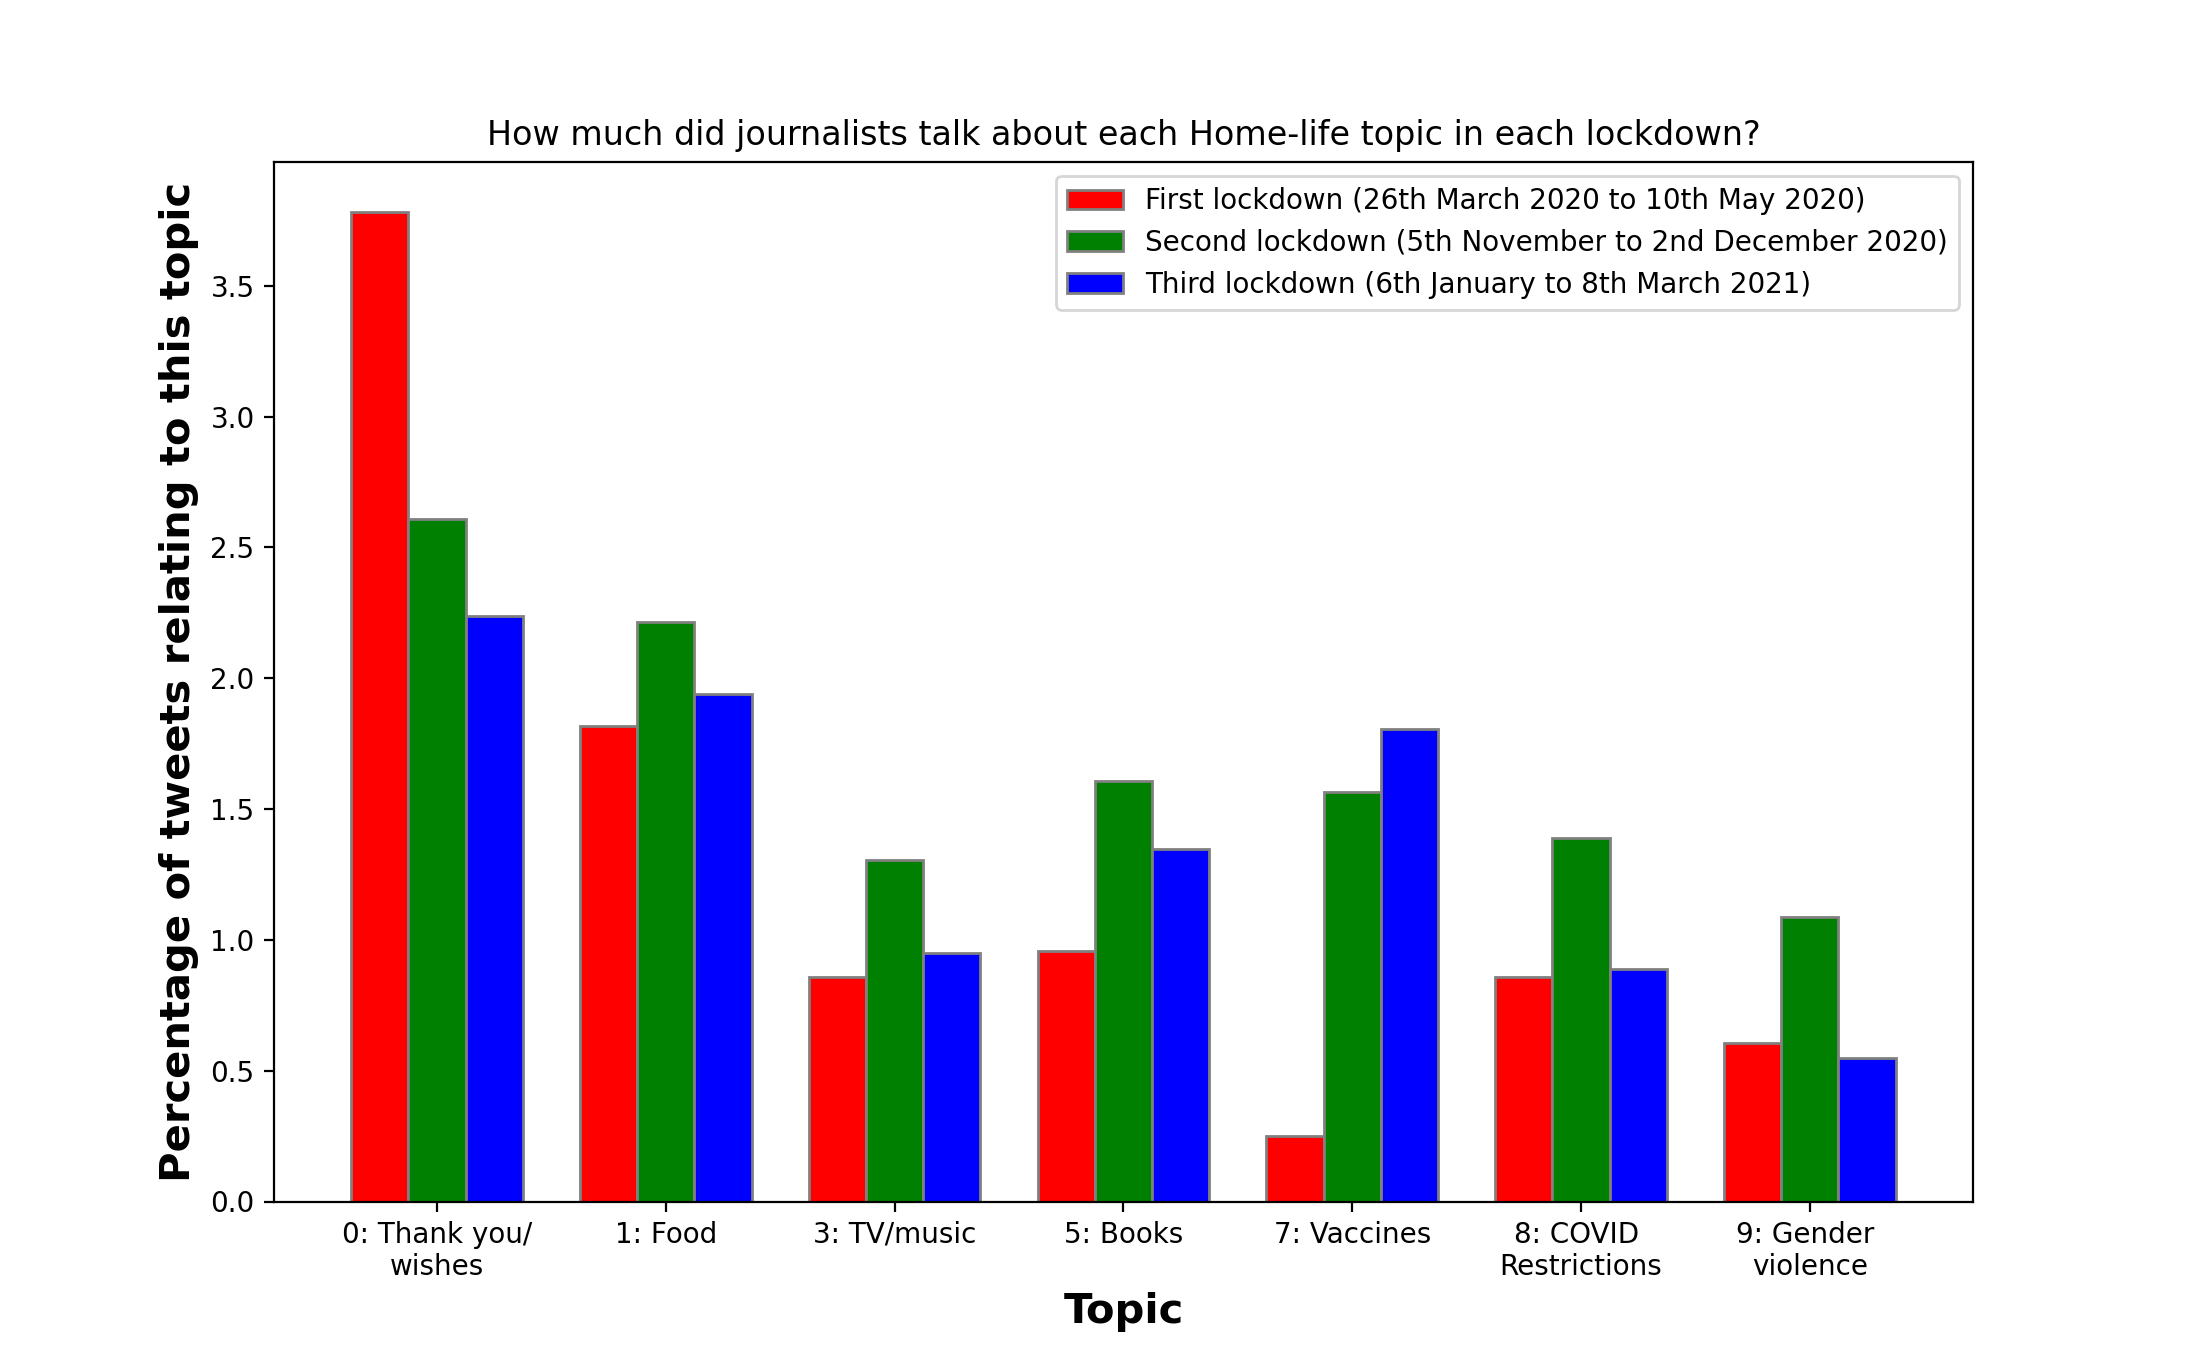 How much did journalists talk about each Home-life topic in each lockdown?
First lockdown (26th March 2020 to 10th May 2020)
Second lockdown (5th November to 2nd December 2020)
Third lockdown (6th January to 8th March 2021)
Percentage of tweets relating to this topic
3.5
3.0
2.5
2.0
1.5
1.0
0.5
0.0
0: Thank you/
wishes
1: Food
3: TV/music
5: Books
7: Vaccines
8: COVID
Restrictions
9: Gender
violence
Topic